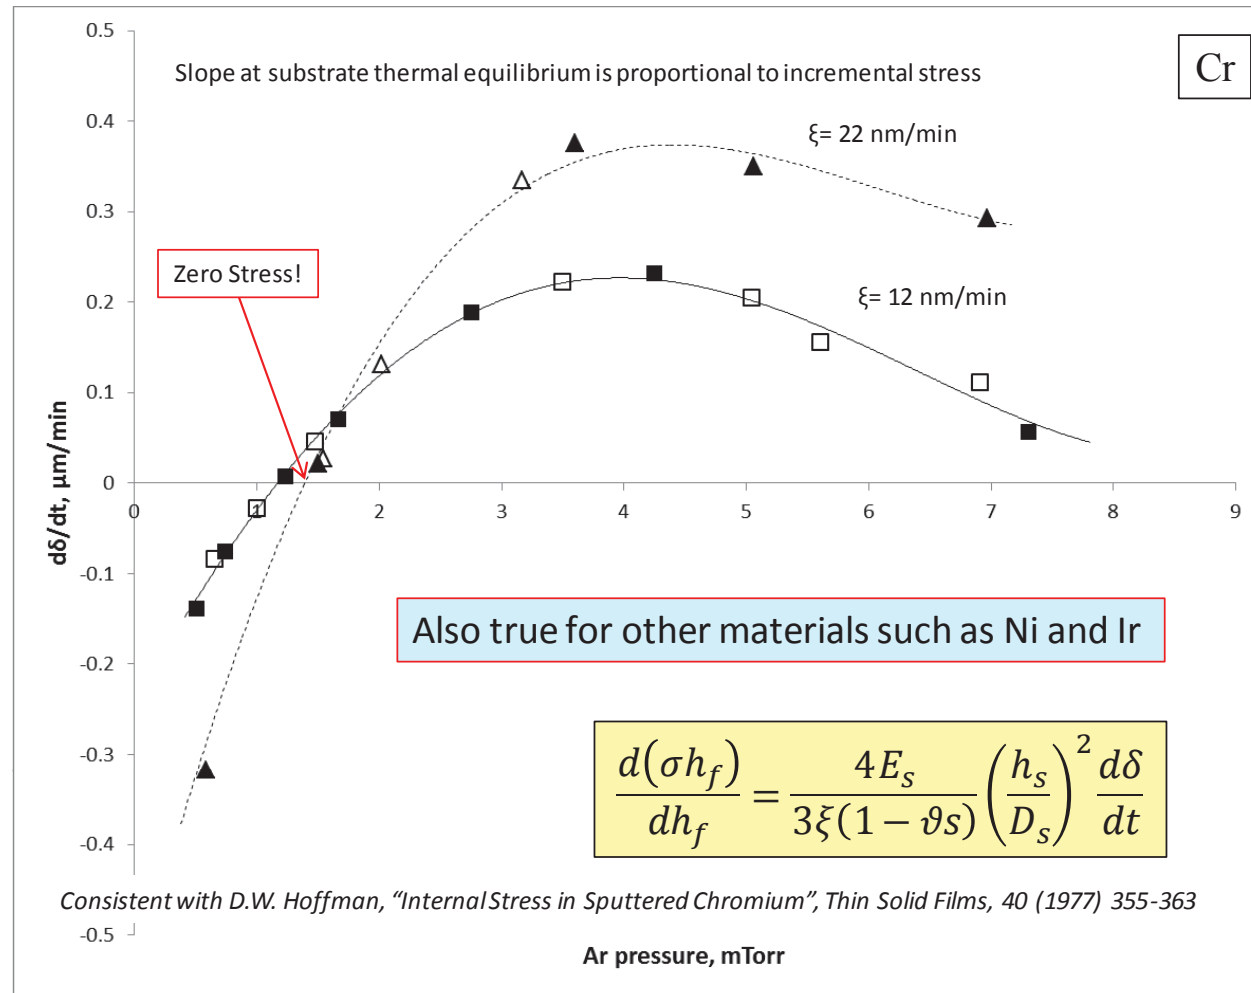 Slope at substrate thermal equilibrium is proportional to incremental stress
Cr
ξ= 22 nm/min
ξ= 12 nm/min
Zero Stress!
0.5
0.4
0.3
0.2
0.1
0
-0.1
-0.2
-0.3
-0.4
-0.5
dδ/dt, μm/min
0 1 2 3 4 5 6 7 8 9
Also true for other materials such as Ni and Ir
d(σh_f)/dh_f = 4E_s/3ξ(1 − ϑs) (h_s/D_s)^2 dδ/dt
Consistent with D.W. Hoffman, “Internal Stress in Sputtered Chromium”, Thin Solid Films, 40 (1977) 355-363
Ar pressure, mTorr